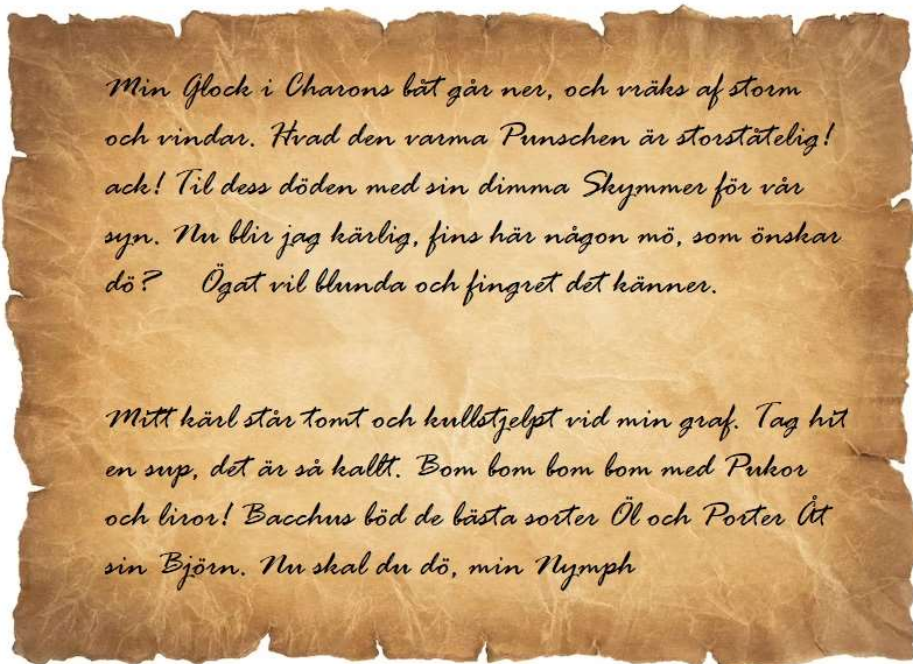 Min Glock i Charons båt går ner, och vräks af storm
och vindar. Hvad den varma Punschen är storståtelig!
ack! Til dess döden med sin dimma Skymmer för vår
syn. Nu blir jag kärlig, fins här någon mö, som önskar
dö? Ögat vil blunda och fingret det känner.
Mitt kärl står tomt och kullstjelpt vid min graf. Tag hit
en sup, det är så kallt. Bom bom bom bom med Pukor
och liror! Bacchus böd de bästa sorter Öl och Porter Åt
sin Björn. Nu skal du dö, min Nymph